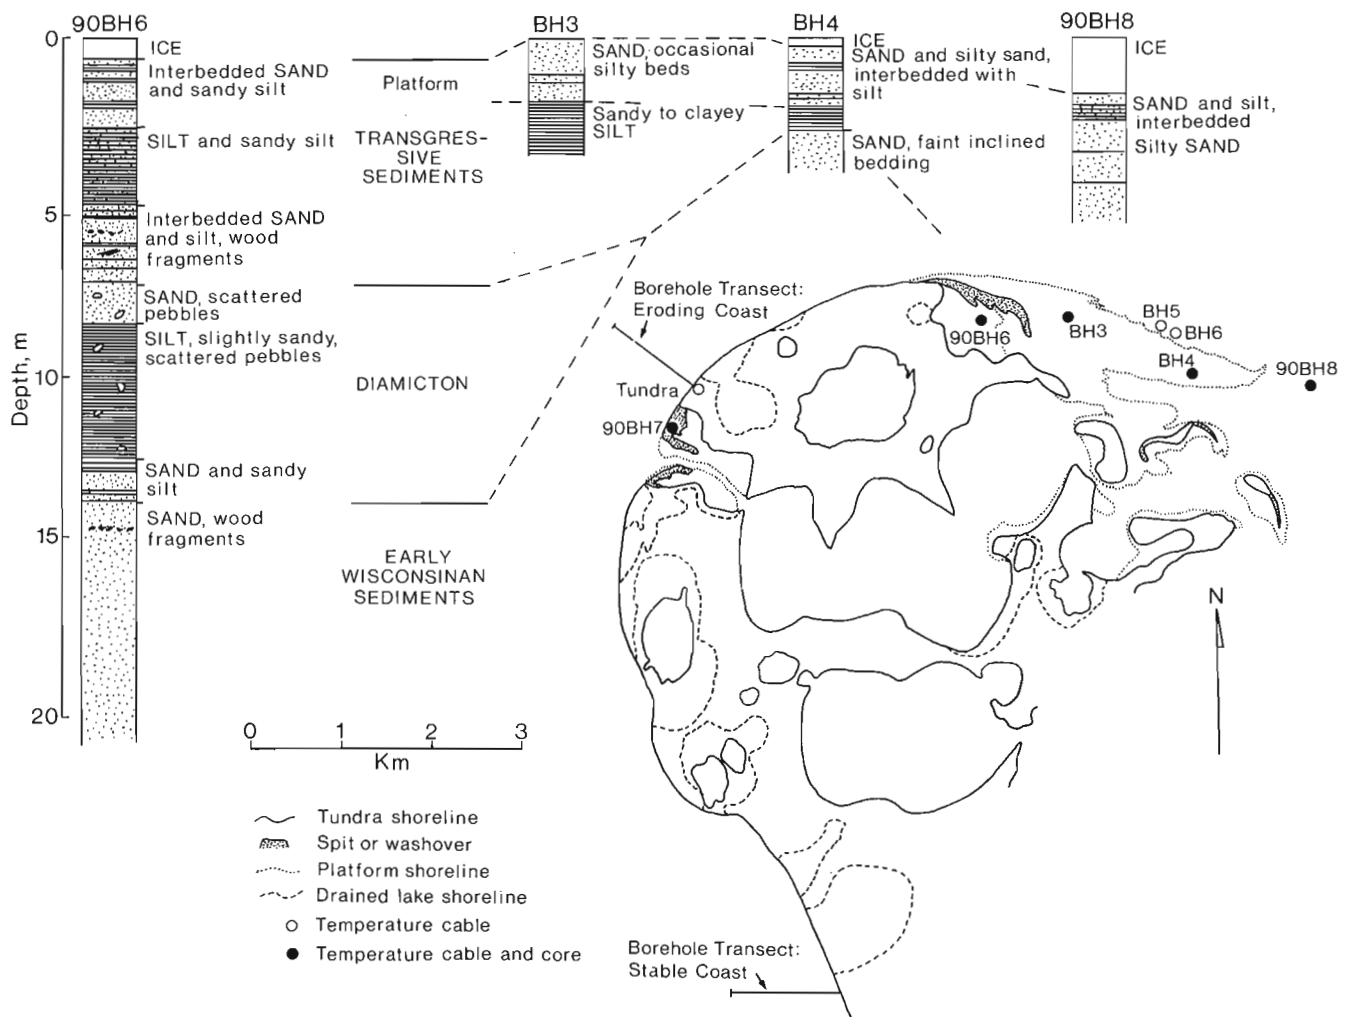 90BH6
BH3
BH4
90BH8
0
ICE
Interbedded SAND
and sandy silt
SILT and sandy silt
Interbedded SAND
and silt, wood
fragments
SAND, scattered
pebbles
SILT, slightly sandy,
scattered pebbles
SAND and sandy
silt
SAND, wood
fragments
5
10
15
20
Depth, m
Platform
TRANSGRES-
SIVE
SEDIMENTS
DIAMICTON
EARLY
WISCONSINAN
SEDIMENTS
SAND, occasional
silty beds
Sandy to clayey
SILT
ICE
SAND and silty sand,
interbedded with
silt
SAND, faint inclined
bedding
ICE
SAND and silt,
interbedded
Silty SAND
Borehole Transect:
Eroding Coast
Tundra
90BH7
90BH6
BH3
BH5
BH6
BH4
90BH8
N
0 1 2 3
Km
Tundra shoreline
Spit or washover
Platform shoreline
Drained lake shoreline
Temperature cable
Temperature cable and core
Borehole Transect:
Stable Coast